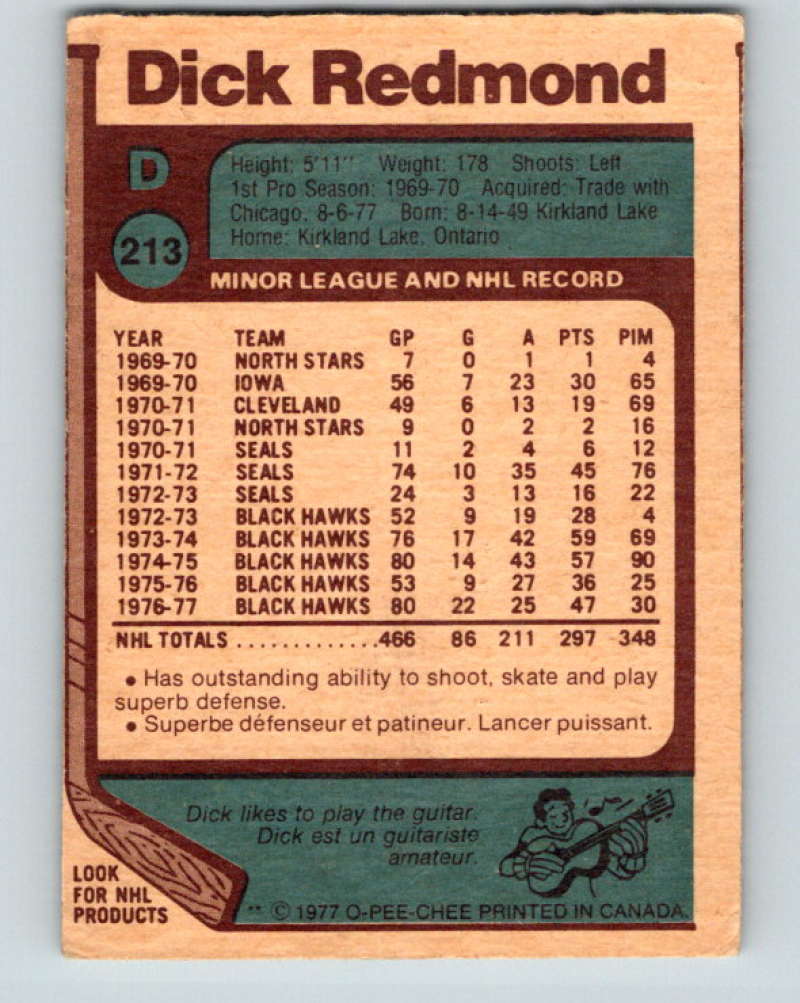 Dick Redmond
D
213
Height: 5'11" Weight: 178 Shoots: Left
1st Pro Season: 1969-70 Acquired: Trade with
Chicago, 8-6-77 Born: 8-14-49 Kirkland Lake
Home: Kirkland Lake, Ontario
MINOR LEAGUE AND NHL RECORD
YEAR TEAM GP G A PTS PIM
1969-70 NORTH STARS 7 0 1 1 4
1969-70 IOWA 56 7 23 30 65
1970-71 CLEVELAND 49 6 13 19 69
1970-71 NORTH STARS 9 0 2 2 16
1970-71 SEALS 11 2 4 6 12
1971-72 SEALS 74 10 35 45 76
1972-73 SEALS 24 3 13 16 22
1972-73 BLACK HAWKS 52 9 19 28 4
1973-74 BLACK HAWKS 76 17 42 59 69
1974-75 BLACK HAWKS 80 14 43 57 90
1975-76 BLACK HAWKS 53 9 27 36 25
1976-77 BLACK HAWKS 80 22 25 47 30
NHL TOTALS .............466 86 211 297 348
• Has outstanding ability to shoot, skate and play
superb defense.
• Superbe défenseur et patineur. Lancer puissant.
Dick likes to play the guitar.
Dick est un guitariste
amateur.
LOOK
FOR NHL
PRODUCTS
** © 1977 O-PEE-CHEE PRINTED IN CANADA.